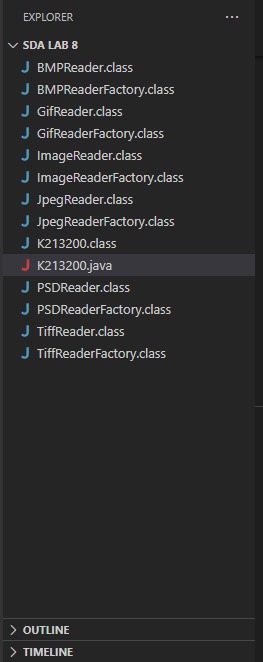 EXPLORER ...
SDA LAB 8
J BMPReader.class
J BMPReaderFactory.class
J GifReader.class
J GifReaderFactory.class
J ImageReader.class
J ImageReaderFactory.class
J JpegReader.class
J JpegReaderFactory.class
J K213200.class
J K213200.java
J PSDReader.class
J PSDReaderFactory.class
J TiffReader.class
J TiffReaderFactory.class
OUTLINE
TIMELINE